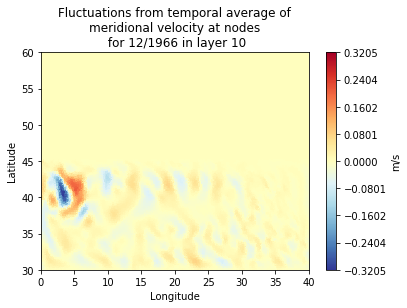 Fluctuations from temporal average of
meridional velocity at nodes
for 12/1966 in layer 10
60
55
50
45
40
35
30
Latitude
0 5 10 15 20 25 30 35 40
Longitude
0.3205
0.2404
0.1602
0.0801
0.0000
−0.0801
−0.1602
−0.2404
−0.3205
m/s